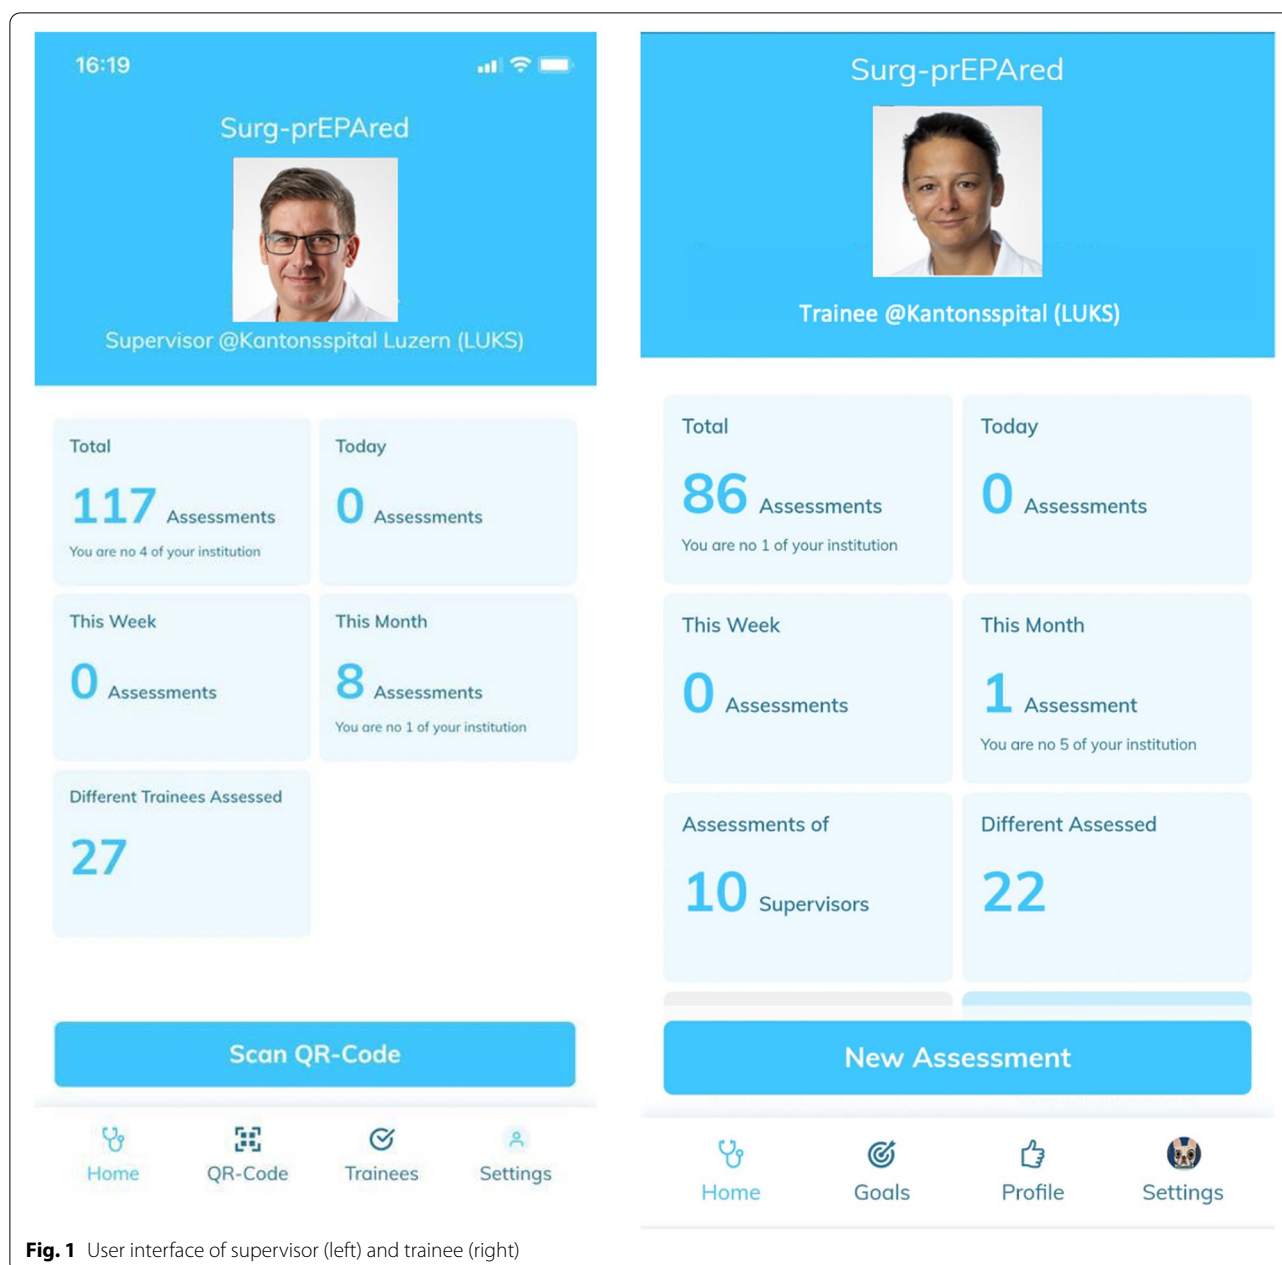 16:19
Surg-prEPAred
Supervisor @Kantonsspital Luzern (LUKS)
Total
Today
117 Assessments
0 Assessments
You are no 4 of your institution
This Week
This Month
0 Assessments
8 Assessments
You are no 1 of your institution
Different Trainees Assessed
27
Scan QR-Code
Home
QR-Code
Trainees
Settings
Surg-prEPAred
Trainee @Kantonsspital (LUKS)
Total
Today
86 Assessments
0 Assessments
You are no 1 of your institution
This Week
This Month
0 Assessments
1 Assessment
You are no 5 of your institution
Assessments of
Different Assessed
10 Supervisors
22
New Assessment
Home
Goals
Profile
Settings
Fig. 1 User interface of supervisor (left) and trainee (right)